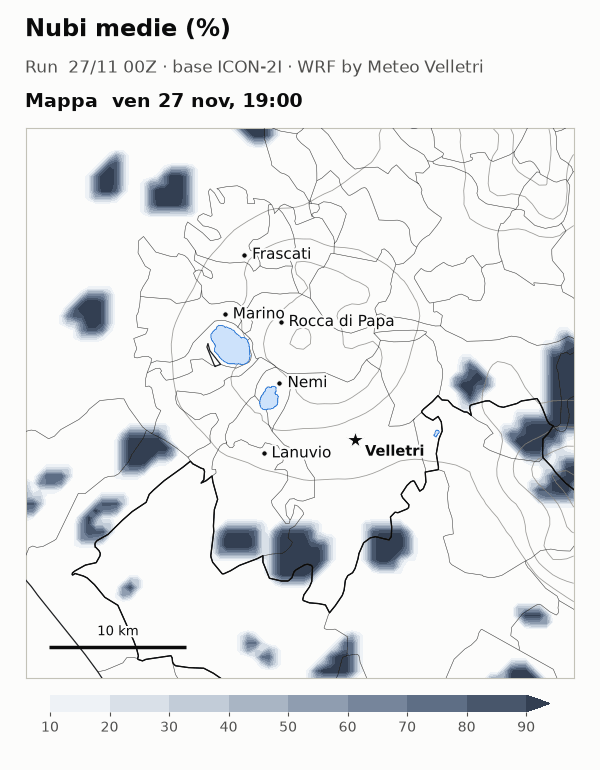 Nubi medie (%)
Run  27/11 00Z · base ICON-2I · WRF by Meteo Velletri
Mappa  ven 27 nov, 19:00
Frascati
Marino
Rocca di Papa
Nemi
Velletri
Lanuvio
10 km
10 20 30 40 50 60 70 80 90